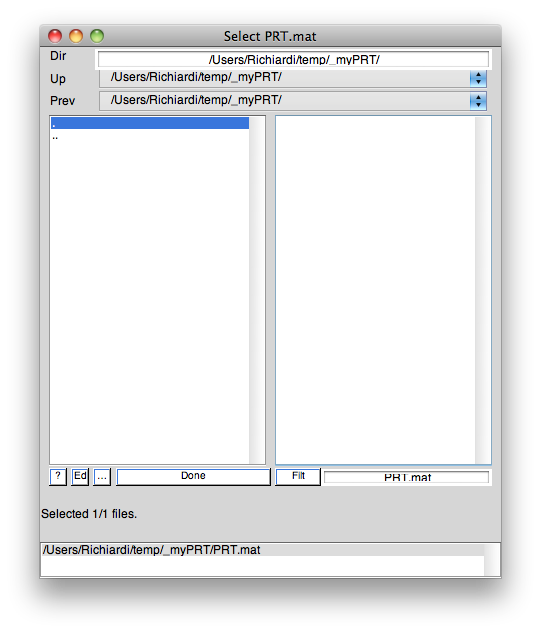 Select PRT.mat
Dir /Users/Richiardi/temp/_myPRT/
Up /Users/Richiardi/temp/_myPRT/
Prev /Users/Richiardi/temp/_myPRT/
.
..
? Ed ... Done Filt PRT.mat
Selected 1/1 files.
/Users/Richiardi/temp/_myPRT/PRT.mat